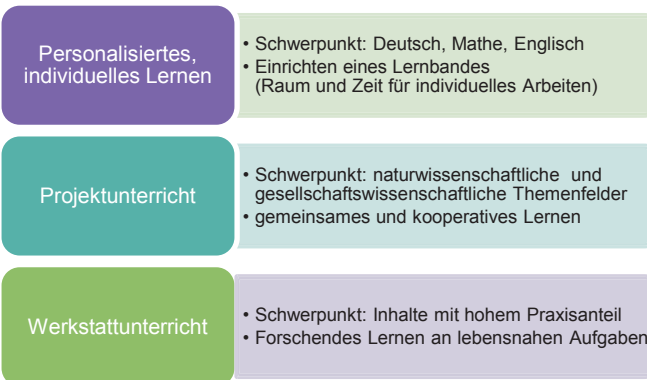 Personalisiertes,
individuelles Lernen
• Schwerpunkt: Deutsch, Mathe, Englisch
• Einrichten eines Lernbandes
(Raum und Zeit für individuelles Arbeiten)
Projektunterricht
• Schwerpunkt: naturwissenschaftliche und
gesellschaftswissenschaftliche Themenfelder
• gemeinsames und kooperatives Lernen
Werkstattunterricht
• Schwerpunkt: Inhalte mit hohem Praxisanteil
• Forschendes Lernen an lebensnahen Aufgaben